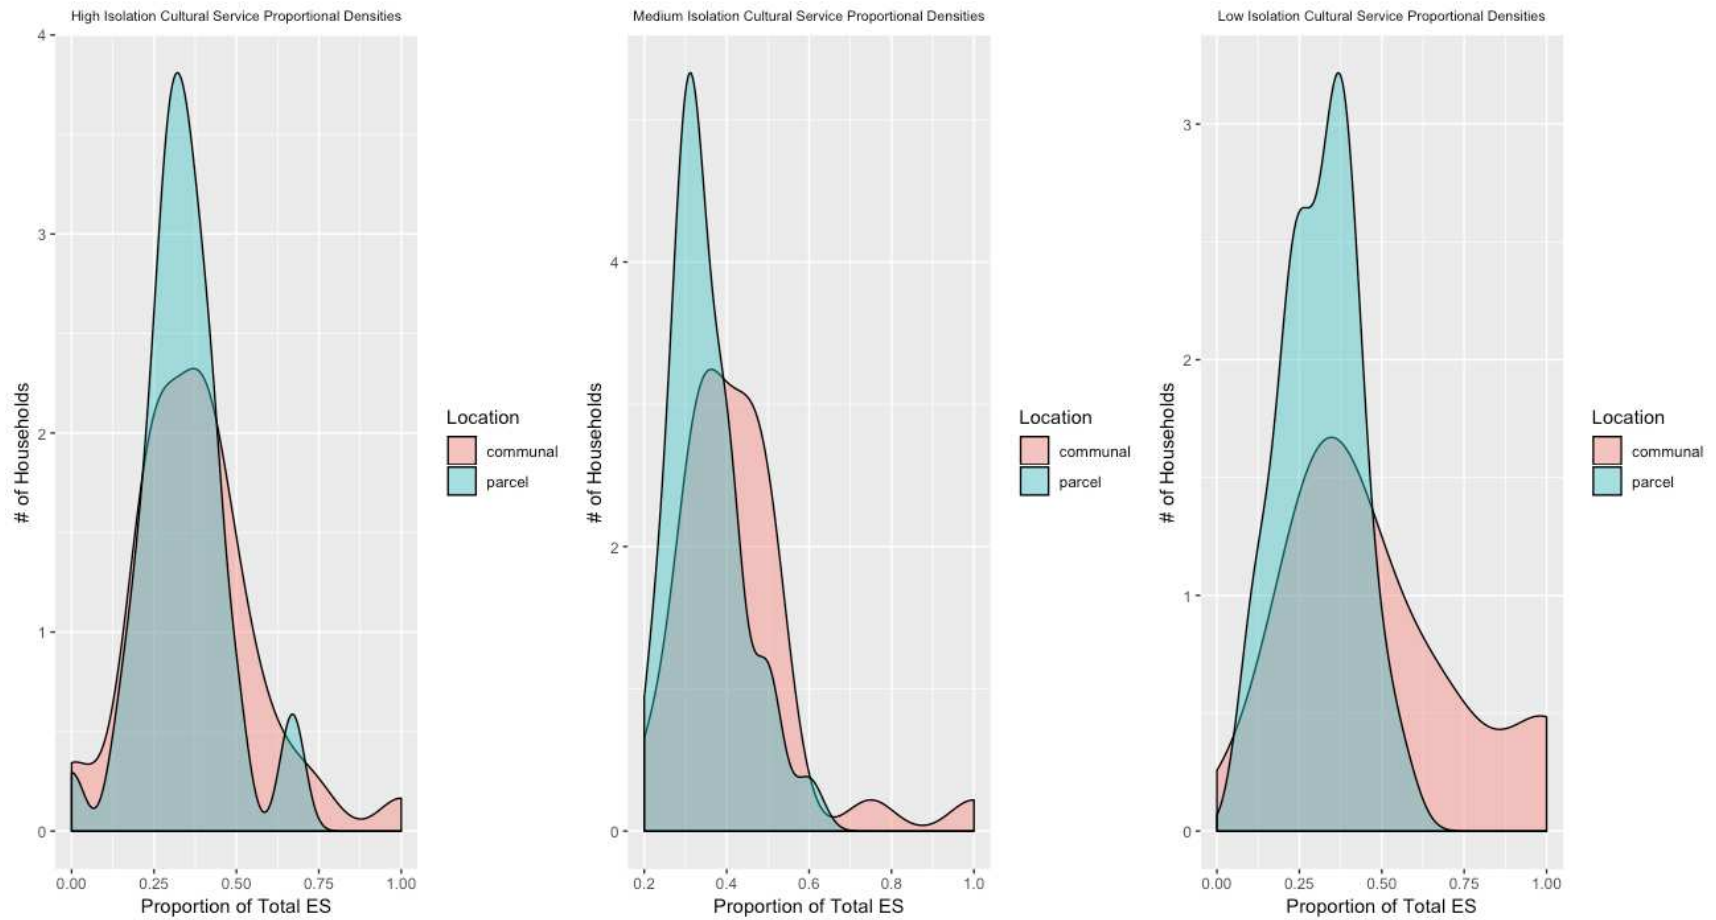 High Isolation Cultural Service Proportional Densities
4
3
2
1
0
# of Households
0.00 0.25 0.50 0.75 1.00
Proportion of Total ES
Location
communal
parcel
Medium Isolation Cultural Service Proportional Densities
4
2
0
# of Households
0.2 0.4 0.6 0.8 1.0
Proportion of Total ES
Location
communal
parcel
Low Isolation Cultural Service Proportional Densities
3
2
1
0
# of Households
0.00 0.25 0.50 0.75 1.00
Proportion of Total ES
Location
communal
parcel